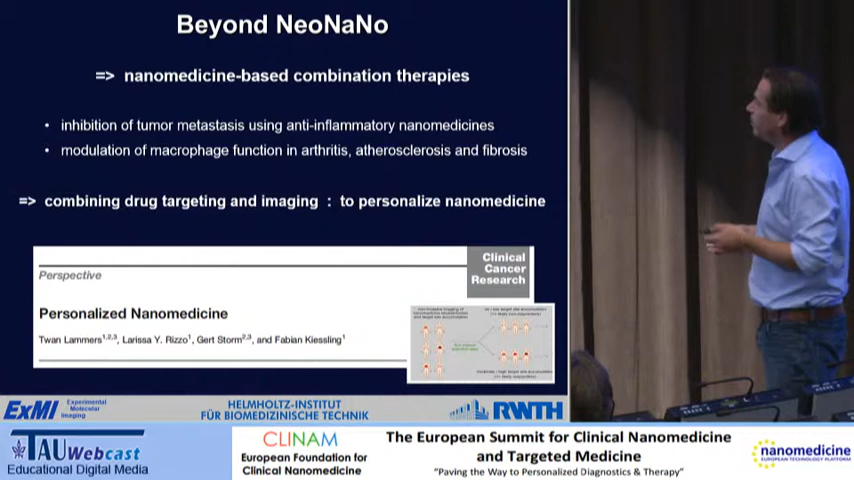 Beyond NeoNaNo
=> nanomedicine-based combination therapies
• inhibition of tumor metastasis using anti-inflammatory nanomedicines
• modulation of macrophage function in arthritis, atherosclerosis and fibrosis
=> combining drug targeting and imaging : to personalize nanomedicine
Clinical
Cancer
Research
Perspective
Personalized Nanomedicine
Twan Lammers1,2,3, Larissa Y. Rizzo1, Gert Storm2,3, and Fabian Kiessling1
ExMI Experimental
Molecular
Imaging
HELMHOLTZ-INSTITUT
FÜR BIOMEDIZINISCHE TECHNIK
RWTH
TAU Webcast
Educational Digital Media
CLINAM
European Foundation for
Clinical Nanomedicine
The European Summit for Clinical Nanomedicine
and Targeted Medicine
"Paving the Way to Personalized Diagnostics & Therapy"
nanomedicine
EUROPEAN TECHNOLOGY PLATFORM